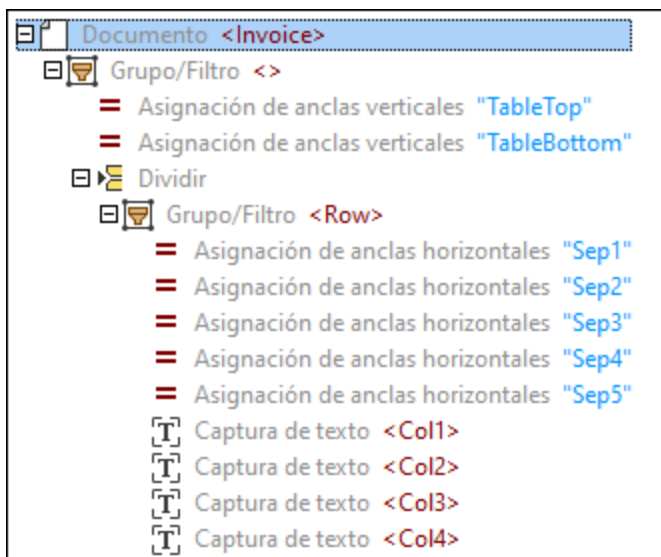 Documento <Invoice>
Grupo/Filtro <>
Asignación de anclas verticales "TableTop"
Asignación de anclas verticales "TableBottom"
Dividir
Grupo/Filtro <Row>
Asignación de anclas horizontales "Sep1"
Asignación de anclas horizontales "Sep2"
Asignación de anclas horizontales "Sep3"
Asignación de anclas horizontales "Sep4"
Asignación de anclas horizontales "Sep5"
Captura de texto <Col1>
Captura de texto <Col2>
Captura de texto <Col3>
Captura de texto <Col4>